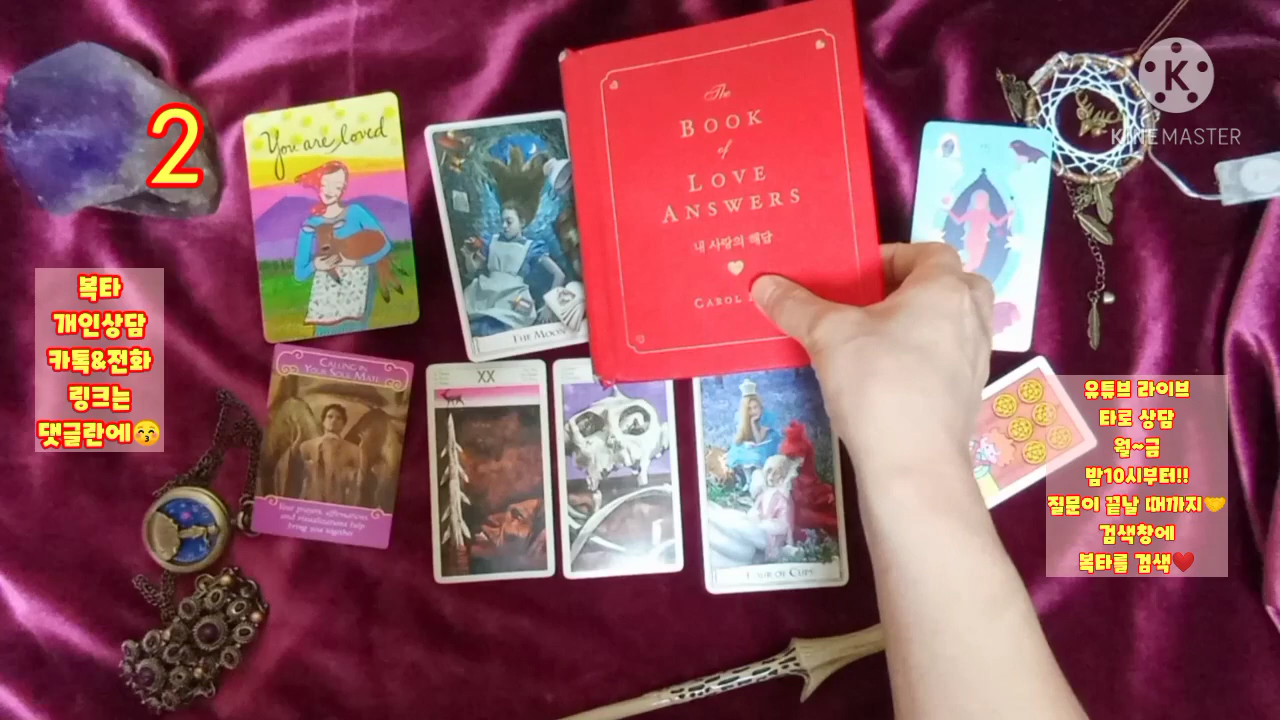 2
You are loved
THE MOON
The
BOOK
of
LOVE
ANSWERS
내 사랑의 해답
CAROL
K
KINEMASTER
복타
개인상담
카톡&전화
링크는
댓글란에😚
CALLING IN
YOUR SOUL MATE
Your prayers, affirmations
and visualizations help
bring you together
XX
OF CUPS
유튜브 라이브
타로 상담
월~금
밤10시부터!!
질문이 끝날 때까지🤝
검색창에
복타를 검색❤️